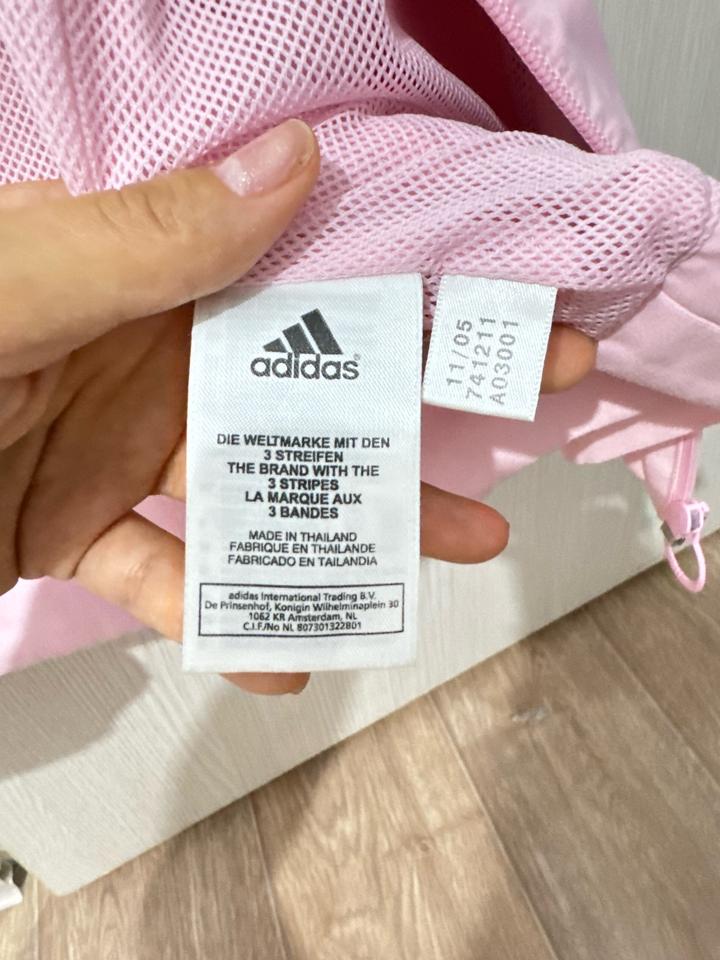 adidas®
DIE WELTMARKE MIT DEN
3 STREIFEN
THE BRAND WITH THE
3 STRIPES
LA MARQUE AUX
3 BANDES
MADE IN THAILAND
FABRIQUE EN THAILANDE
FABRICADO EN TAILANDIA
adidas International Trading B.V.
De Prinsenhof, Konigin Wilhelminaplein 30
1062 KR Amsterdam, NL
C.I.F./No NL 807301322B01
11/05
741211
A03001